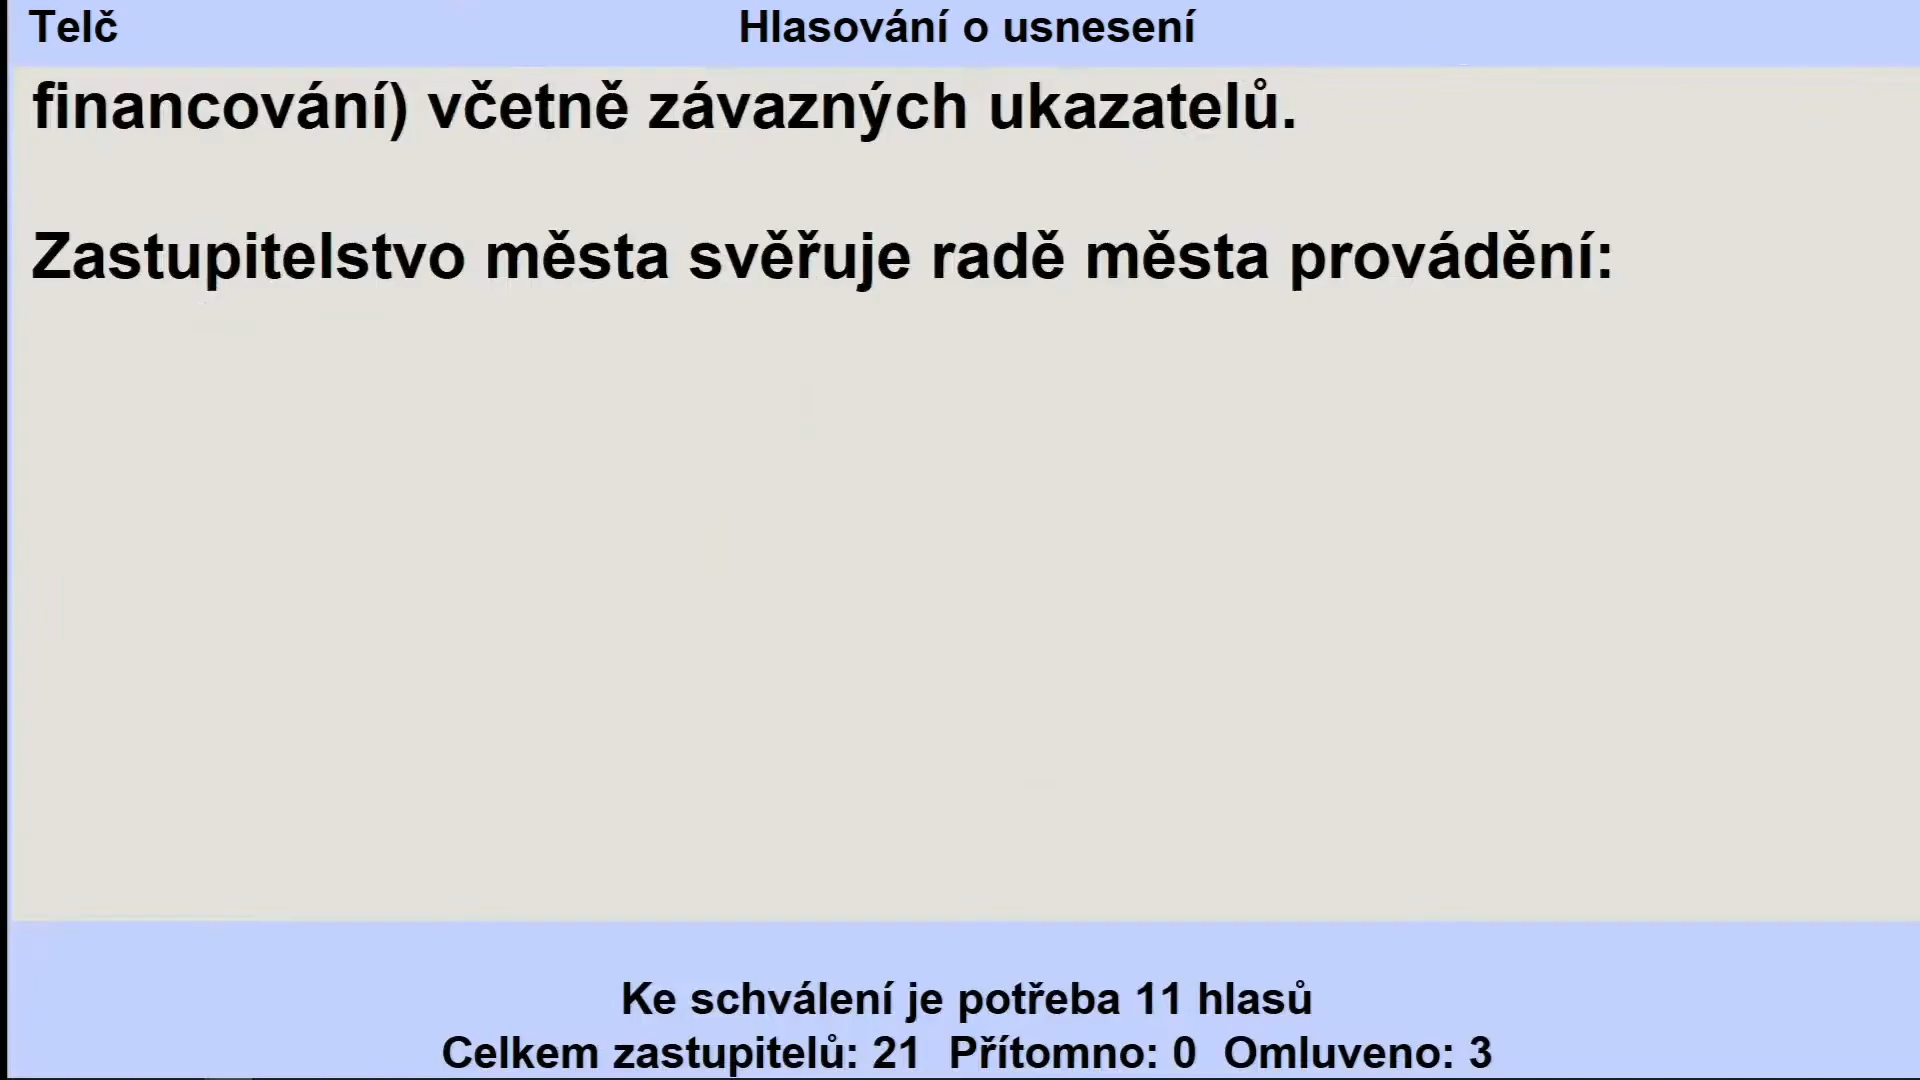 Telč
Hlasování o usnesení
financování) včetně závazných ukazatelů.
Zastupitelstvo města svěřuje radě města provádění:
Ke schválení je potřeba 11 hlasů
Celkem zastupitelů: 21 Přítomno: 0 Omluveno: 3